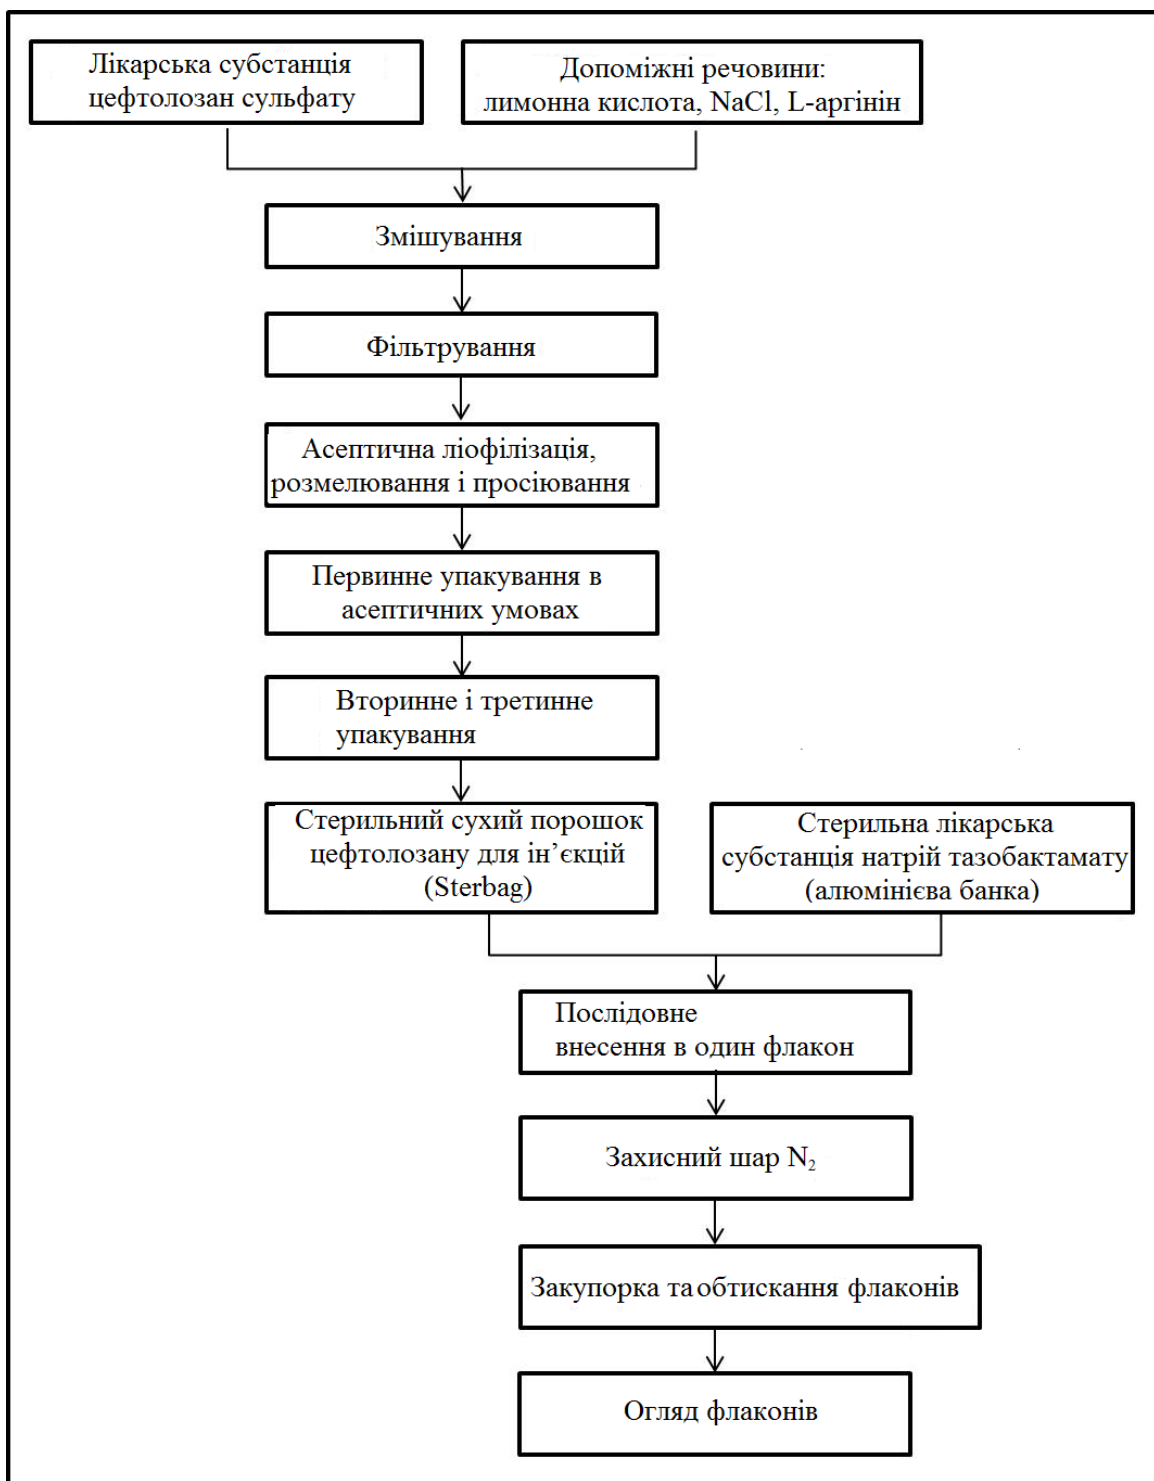 Лікарська субстанція
цефтолозан сульфату
Допоміжні речовини:
лимонна кислота, NaCl, L-аргінін
Змішування
Фільтрування
Асептична ліофілізація,
розмелювання і просіювання
Первинне упакування в
асептичних умовах
Вторинне і третинне
упакування
Стерильний сухий порошок
цефтолозану для ін’єкцій
(Sterbag)
Стерильна лікарська
субстанція натрій тазобактамату
(алюмінієва банка)
Послідовне
внесення в один флакон
Захисний шар N₂
Закупорка та обтискання флаконів
Огляд флаконів